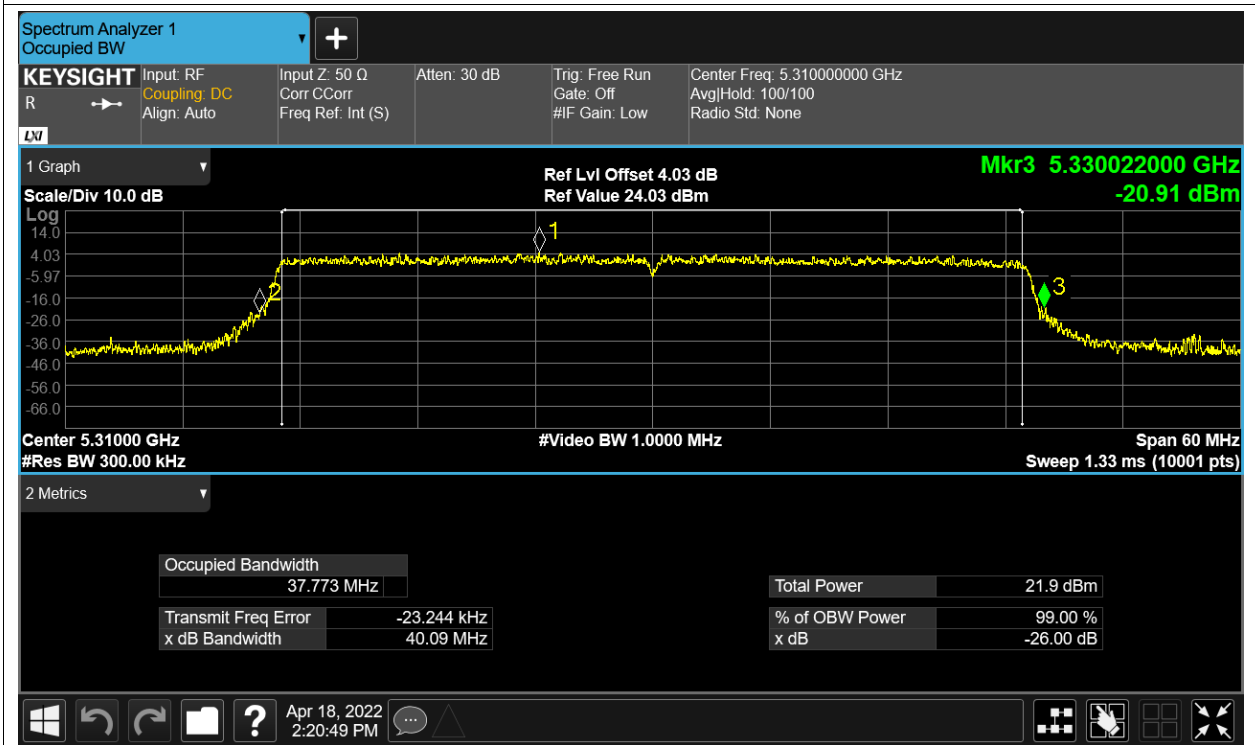 Spectrum Analyzer 1
Occupied BW
KEYSIGHT
R
LXI
Input: RF
Coupling: DC
Align: Auto
Input Z: 50 Ω
Corr CCorr
Freq Ref: Int (S)
Atten: 30 dB
Trig: Free Run
Gate: Off
#IF Gain: Low
Center Freq: 5.310000000 GHz
Avg|Hold: 100/100
Radio Std: None
1 Graph
Scale/Div 10.0 dB
Ref Lvl Offset 4.03 dB
Ref Value 24.03 dBm
Mkr3 5.330022000 GHz
-20.91 dBm
Log
14.0
4.03
-5.97
-16.0
-26.0
-36.0
-46.0
-56.0
-66.0
1
2
3
Center 5.31000 GHz
#Res BW 300.00 kHz
#Video BW 1.0000 MHz
Span 60 MHz
Sweep 1.33 ms (10001 pts)
2 Metrics
Occupied Bandwidth
37.773 MHz
Transmit Freq Error -23.244 kHz
x dB Bandwidth 40.09 MHz
Total Power 21.9 dBm
% of OBW Power 99.00 %
x dB -26.00 dB
?
Apr 18, 2022
2:20:49 PM